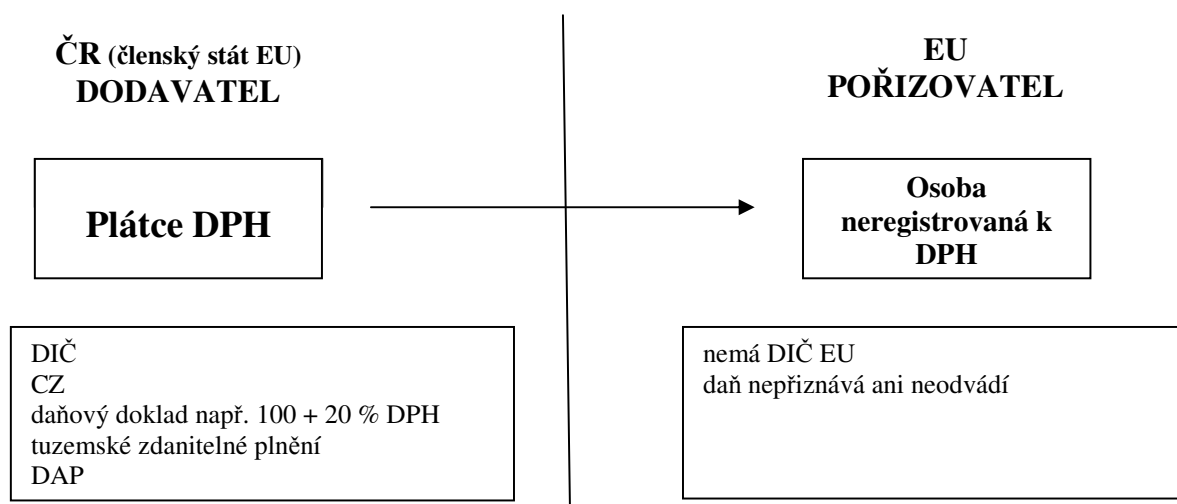 ČR (členský stát EU)
DODAVATEL
EU
POŘIZOVATEL
Plátce DPH
Osoba
neregistrovaná k
DPH
DIČ
CZ
daňový doklad např. 100 + 20 % DPH
tuzemské zdanitelné plnění
DAP
nemá DIČ EU
daň nepřiznává ani neodvádí